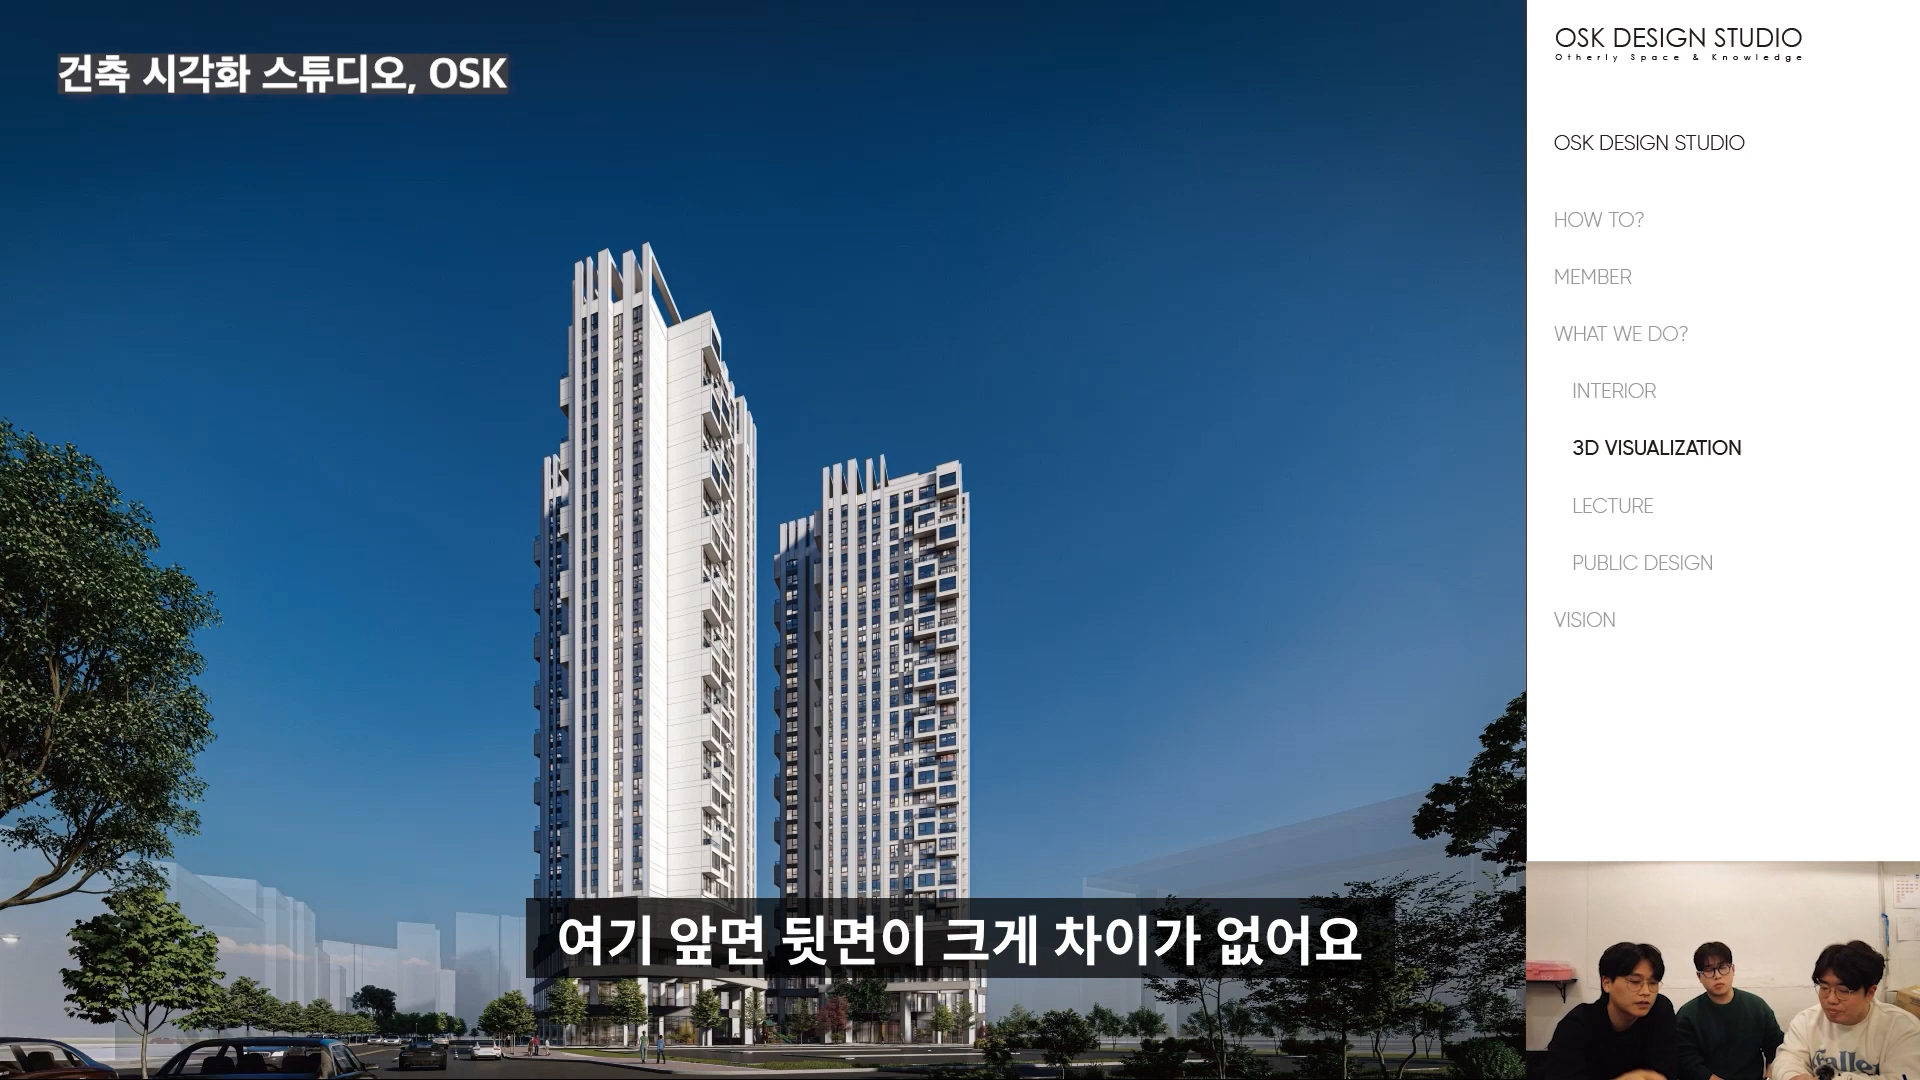 건축 시각화 스튜디오, OSK
OSK DESIGN STUDIO
Otherly Space & Knowledge
OSK DESIGN STUDIO
HOW TO?
MEMBER
WHAT WE DO?
INTERIOR
3D VISUALIZATION
LECTURE
PUBLIC DESIGN
VISION
여기 앞면 뒷면이 크게 차이가 없어요